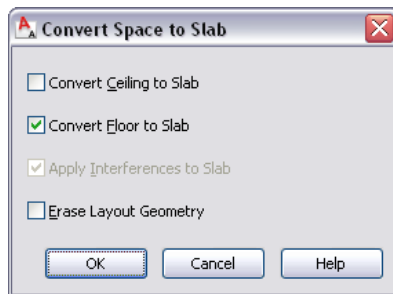 Convert Space to Slab
Convert Ceiling to Slab
Convert Floor to Slab
Apply Interferences to Slab
Erase Layout Geometry
OK Cancel Help